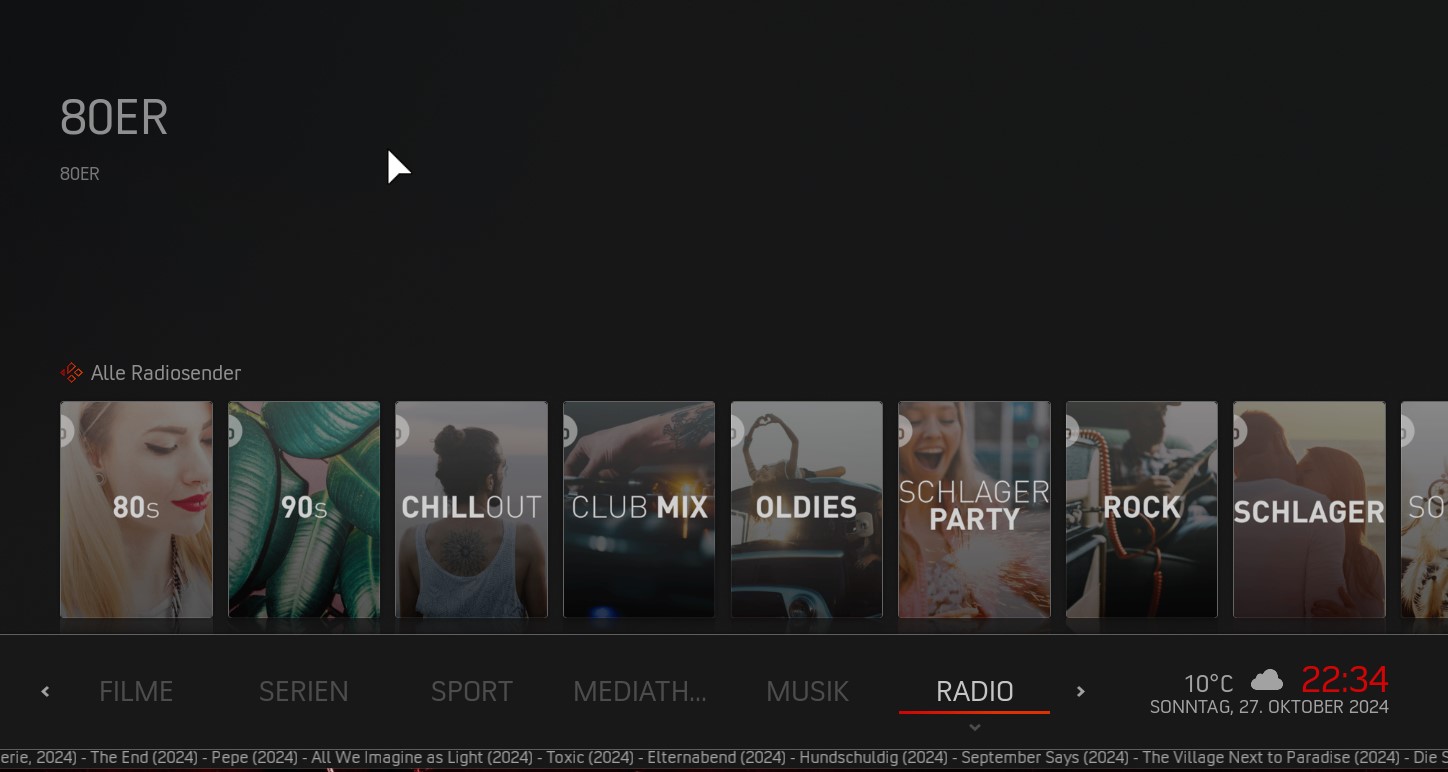 80ER
80ER
Alle Radiosender
80s
90s
CHILLOUT
CLUB MIX
OLDIES
SCHLAGER
PARTY
ROCK
SCHLAGER
SO
FILME
SERIEN
SPORT
MEDIATH...
MUSIK
RADIO
10°C
22:34
SONNTAG, 27. OKTOBER 2024
erie, 2024) - The End (2024) - Pepe (2024) - All We Imagine as Light (2024) - Toxic (2024) - Elternabend (2024) - Hundschuldig (2024) - September Says (2024) - The Village Next to Paradise (2024) - Die S